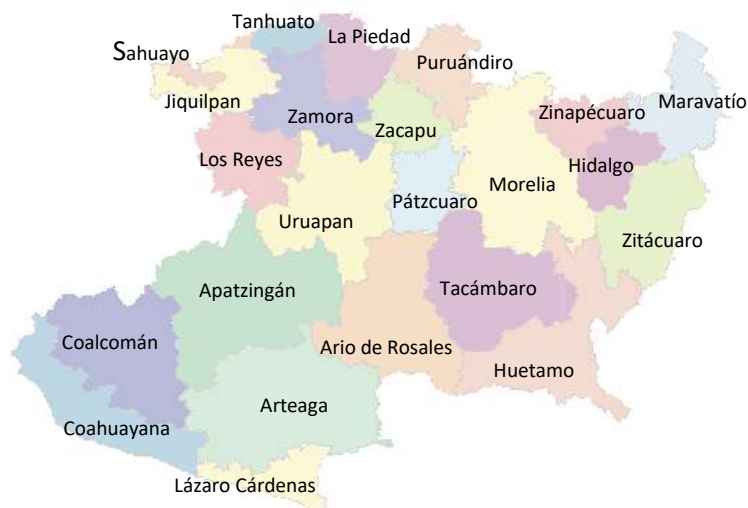 Tanhuato
La Piedad
Sahuayo
Puruándiro
Jiquilpan
Zamora
Zacapu
Zinapécuaro
Maravatío
Los Reyes
Hidalgo
Pátzcuaro
Morelia
Uruapan
Zitácuaro
Apatzingán
Tacámbaro
Coalcomán
Ario de Rosales
Huetamo
Arteaga
Coahuayana
Lázaro Cárdenas